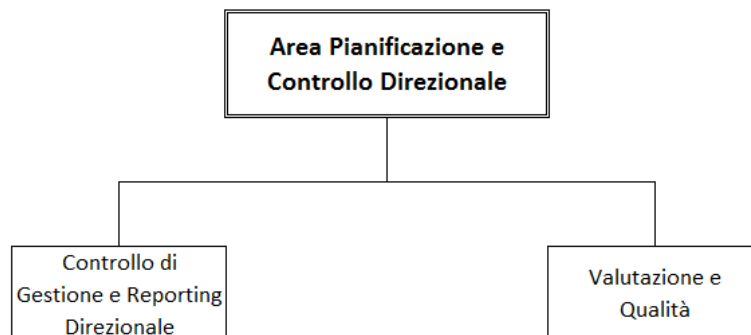 Area Pianificazione e
Controllo Direzionale
Controllo di
Gestione e Reporting
Direzionale
Valutazione e
Qualità